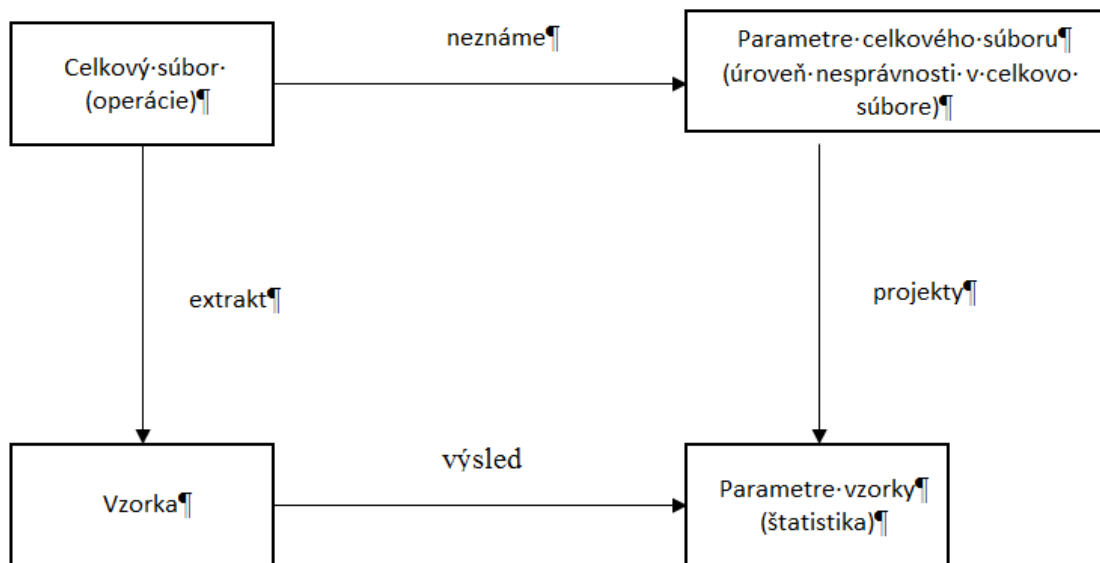 neznáme¶
Celkový·súbor·
(operácie)¶
Parametre·celkového·súboru¶
(úroveň·nesprávnosti·v·celkovo
súbore)¶
extrakt¶
projekty¶
Vzorka¶
výsled
Parametre·vzorky¶
(štatistika)¶